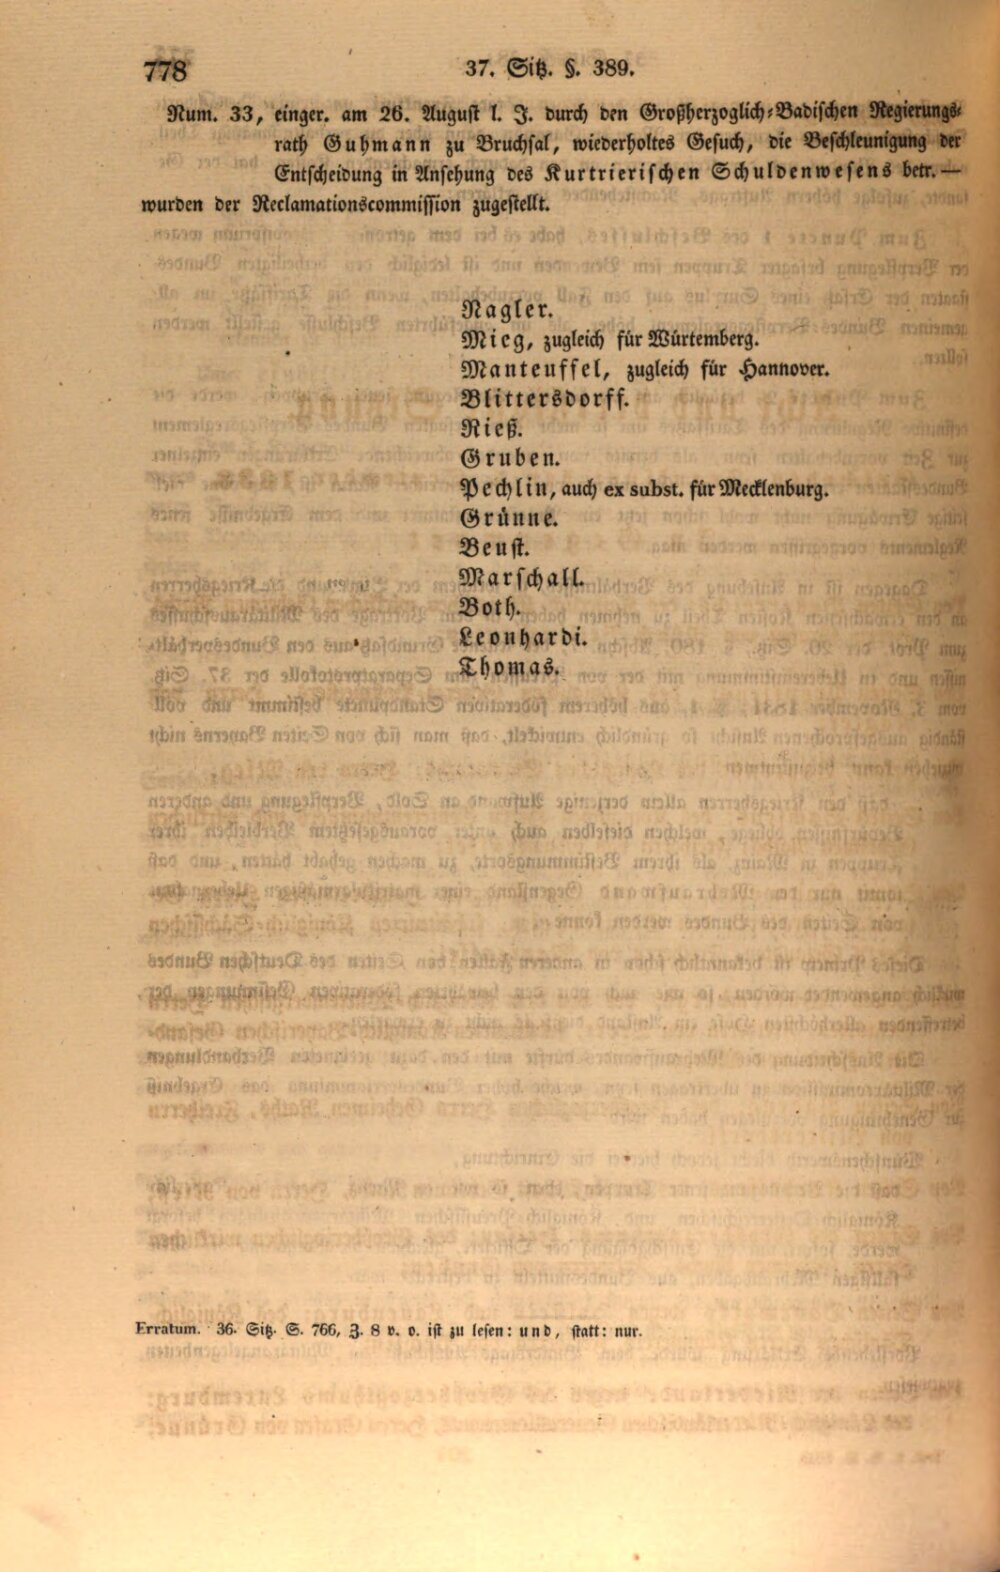 778
37. Sitz. §. 389.
Num. 33, einger. am 26. August l. J. durch den Großherzoglich-Badischen Regierungs-
rath Guhmann zu Bruchsal, wiederholtes Gesuch, die Beschleunigung der
Entscheidung in Ansehung des Kurtrierischen Schuldenwesens betr. —
wurden der Reclamationscommission zugestellt.
Nagler.
Mieg, zugleich für Würtemberg.
Manteuffel, zugleich für Hannover.
Blittersdorff.
Rieß.
Gruben.
Pechlin, auch ex subst. für Mecklenburg.
Grünne.
Beust.
Marschall.
Both.
Leonhardi.
Thomas.
Erratum. 36. Sitz. S. 766, Z. 8 v. o. ist zu lesen: und, statt: nur.